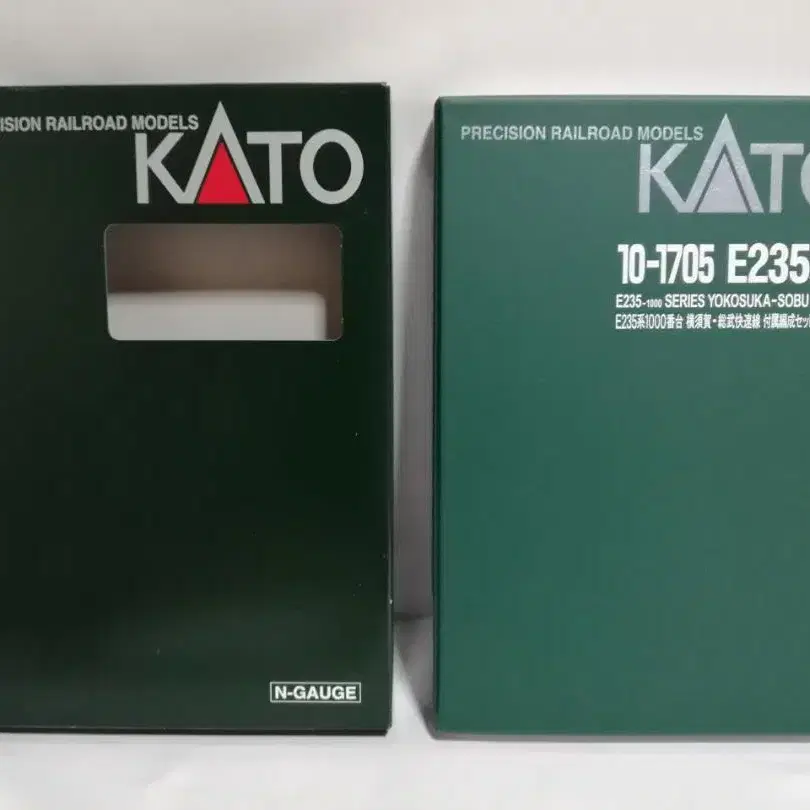 ISION RAILROAD MODELS
KATO
N-GAUGE
PRECISION RAILROAD MODELS
KATO
10-1705 E235
E235-1000 SERIES YOKOSUKA-SOBU
E235系1000番台 横須賀・総武快速線 付属編成セット